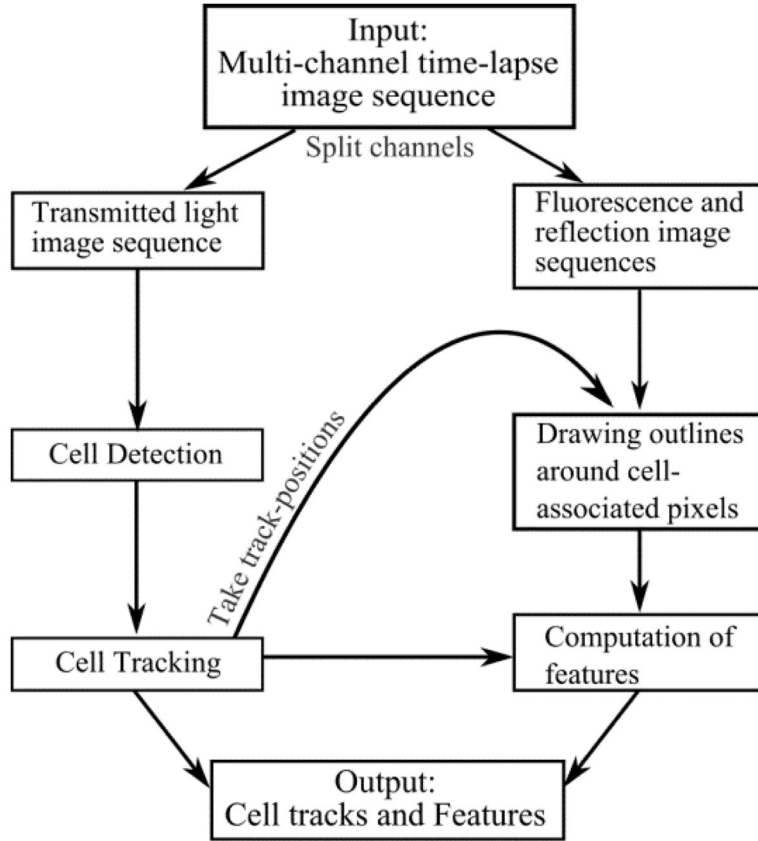 Input:
Multi-channel time-lapse
image sequence
Split channels
Transmitted light
image sequence
Fluorescence and
reflection image
sequences
Take track-positions
Cell Detection
Drawing outlines
around cell-
associated pixels
Cell Tracking
Computation of
features
Output:
Cell tracks and Features